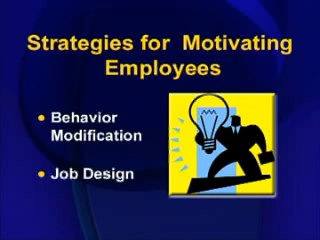 Strategies for Motivating
Employees
Behavior
Modification
Job Design